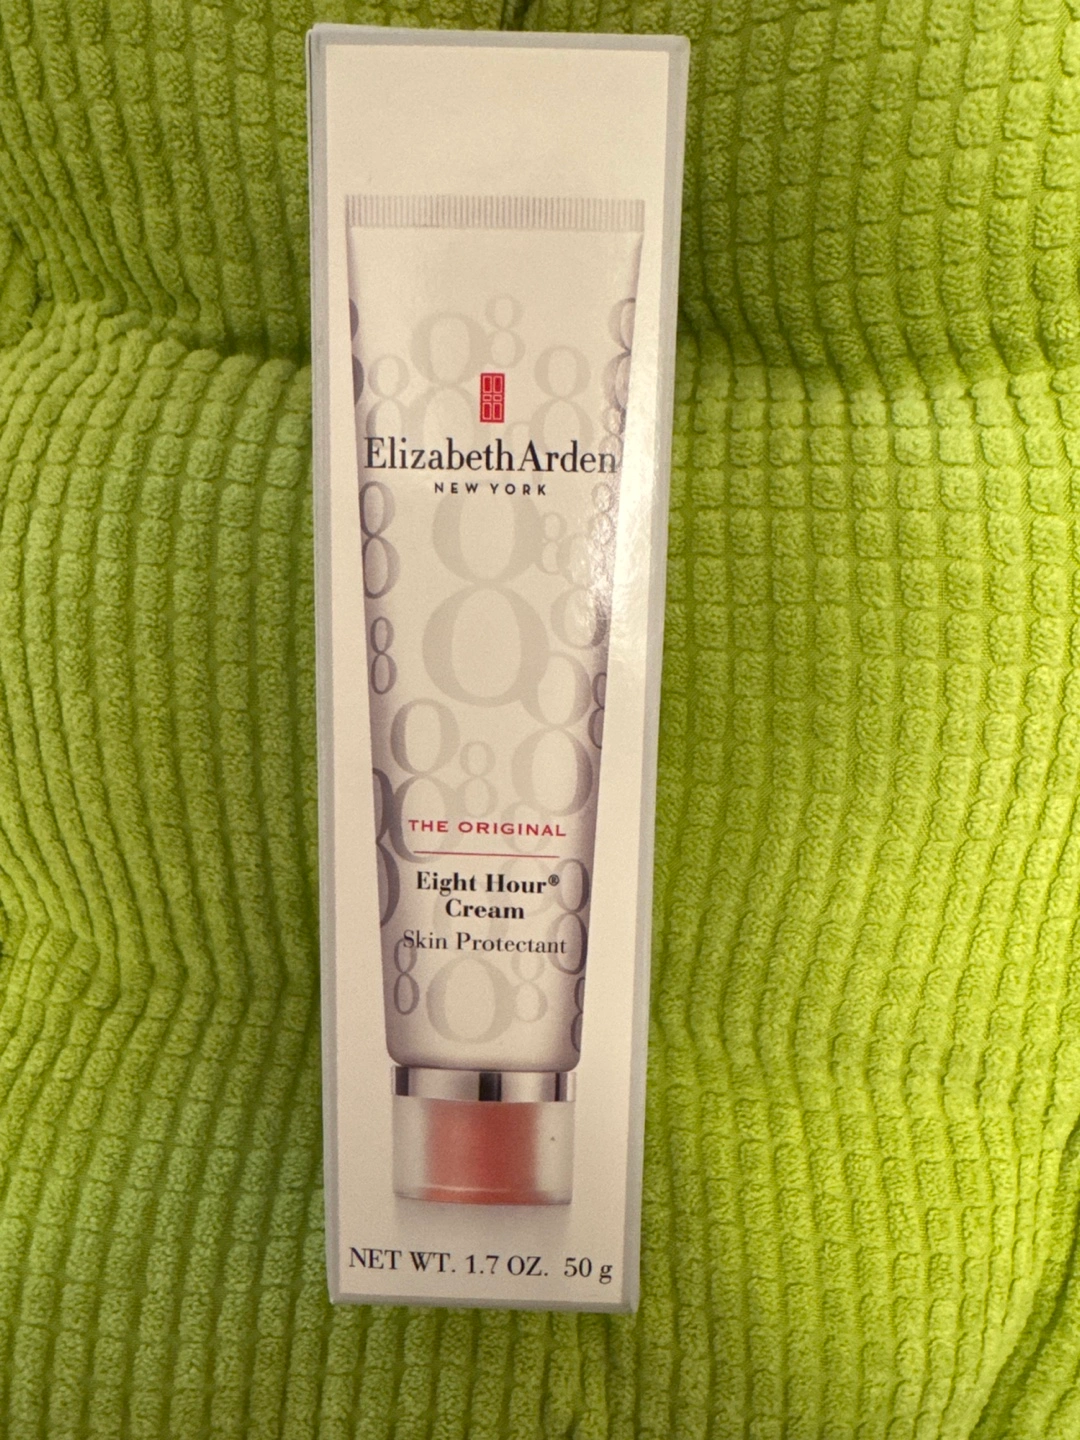 Elizabeth Arden
NEW YORK
THE ORIGINAL
Eight Hour®
Cream
Skin Protectant
NET WT. 1.7 OZ. 50 g